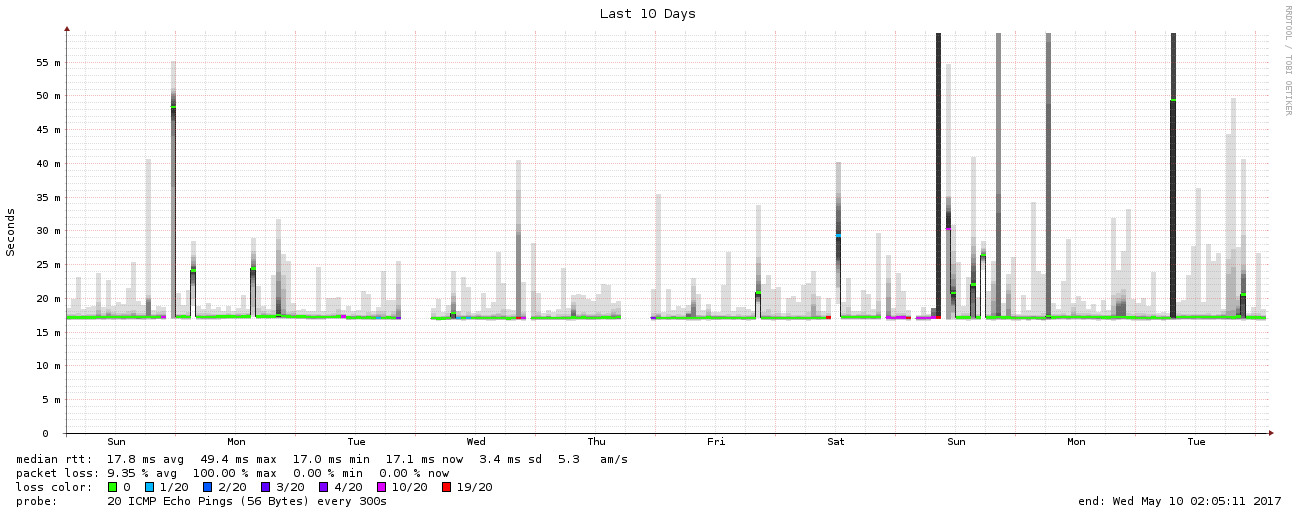 Last 10 Days
RRDTOOL / TOBI OETIKER
Seconds
55 m
50 m
45 m
40 m
35 m
30 m
25 m
20 m
15 m
10 m
5 m
0
Sun Mon Tue Wed Thu Fri Sat Sun Mon Tue
median rtt: 17.8 ms avg 49.4 ms max 17.0 ms min 17.1 ms now 3.4 ms sd 5.3 am/s
packet loss: 9.35 % avg 100.00 % max 0.00 % min 0.00 % now
loss color: 0 1/20 2/20 3/20 4/20 10/20 19/20
probe: 20 ICMP Echo Pings (56 Bytes) every 300s end: Wed May 10 02:05:11 2017